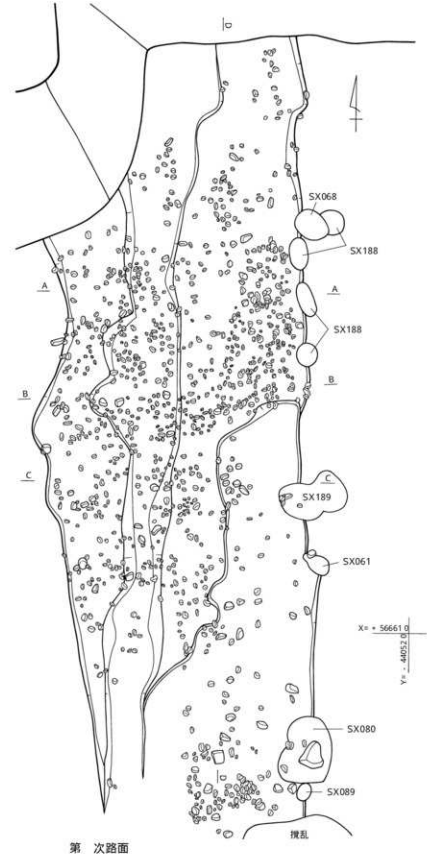 D
SX068
SX188
A
A
SX188
B
B
C
C
SX189
SX061
X= + 56661 0
Y= - 44052 0
SX080
D
SX089
撹乱
第 次路面